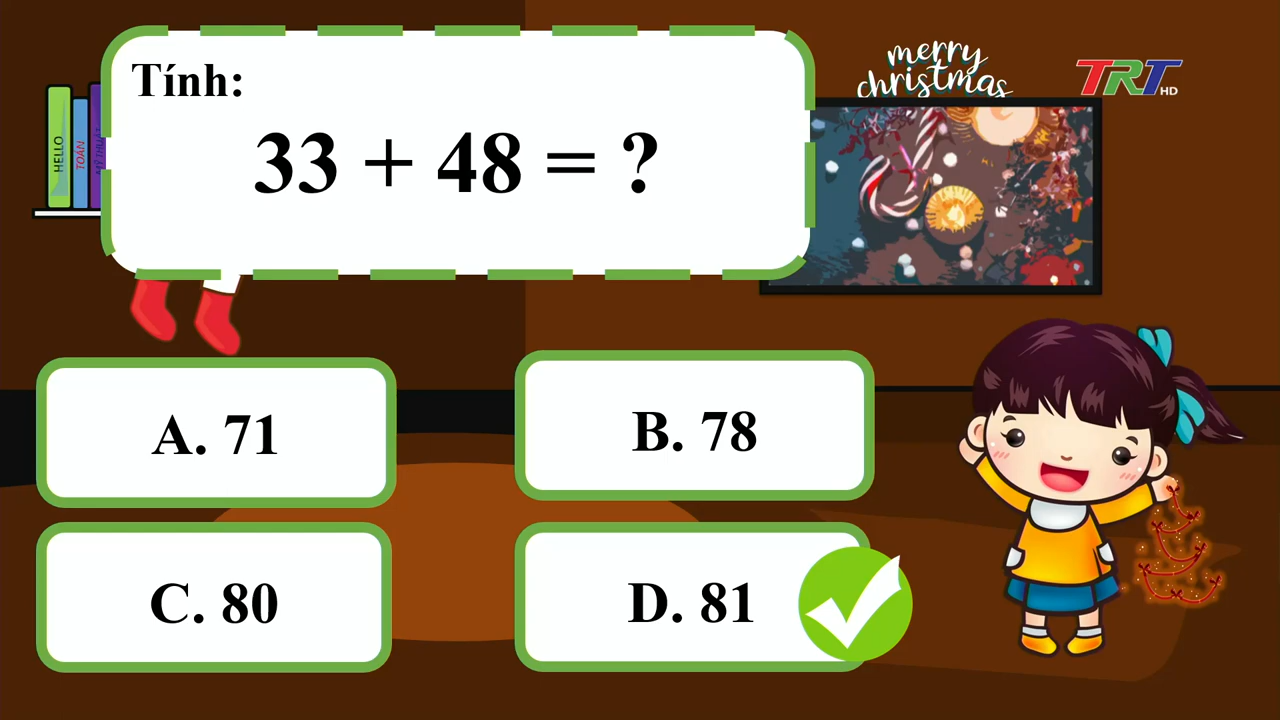 Tính:
33 + 48 = ?
merry
christmas
TRT HD
HELLO
TOÁN
A. 71
B. 78
C. 80
D. 81